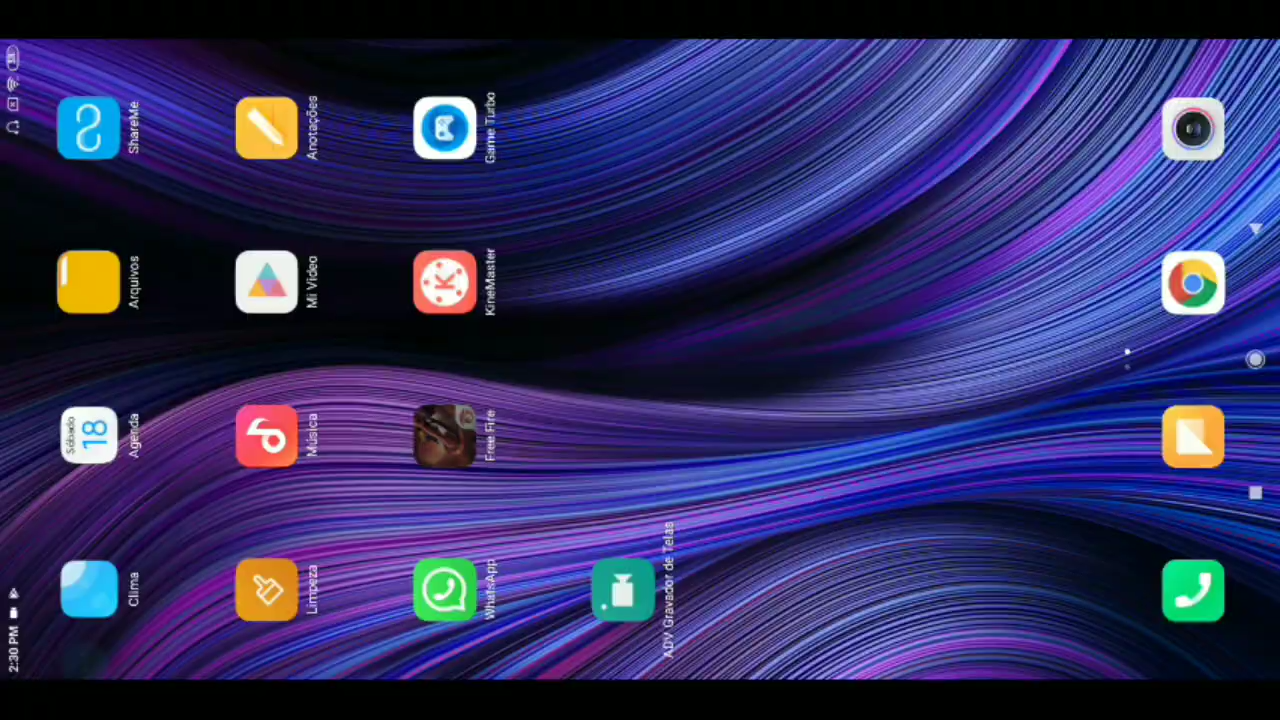 2:30 PM
Clima
Agenda
Arquivos
ShareMe
Sábado
18
Limpeza
Música
Mi Vídeo
Anotações
WhatsApp
Free Fire
KineMaster
Game Turbo
ADV Gravador de Telas